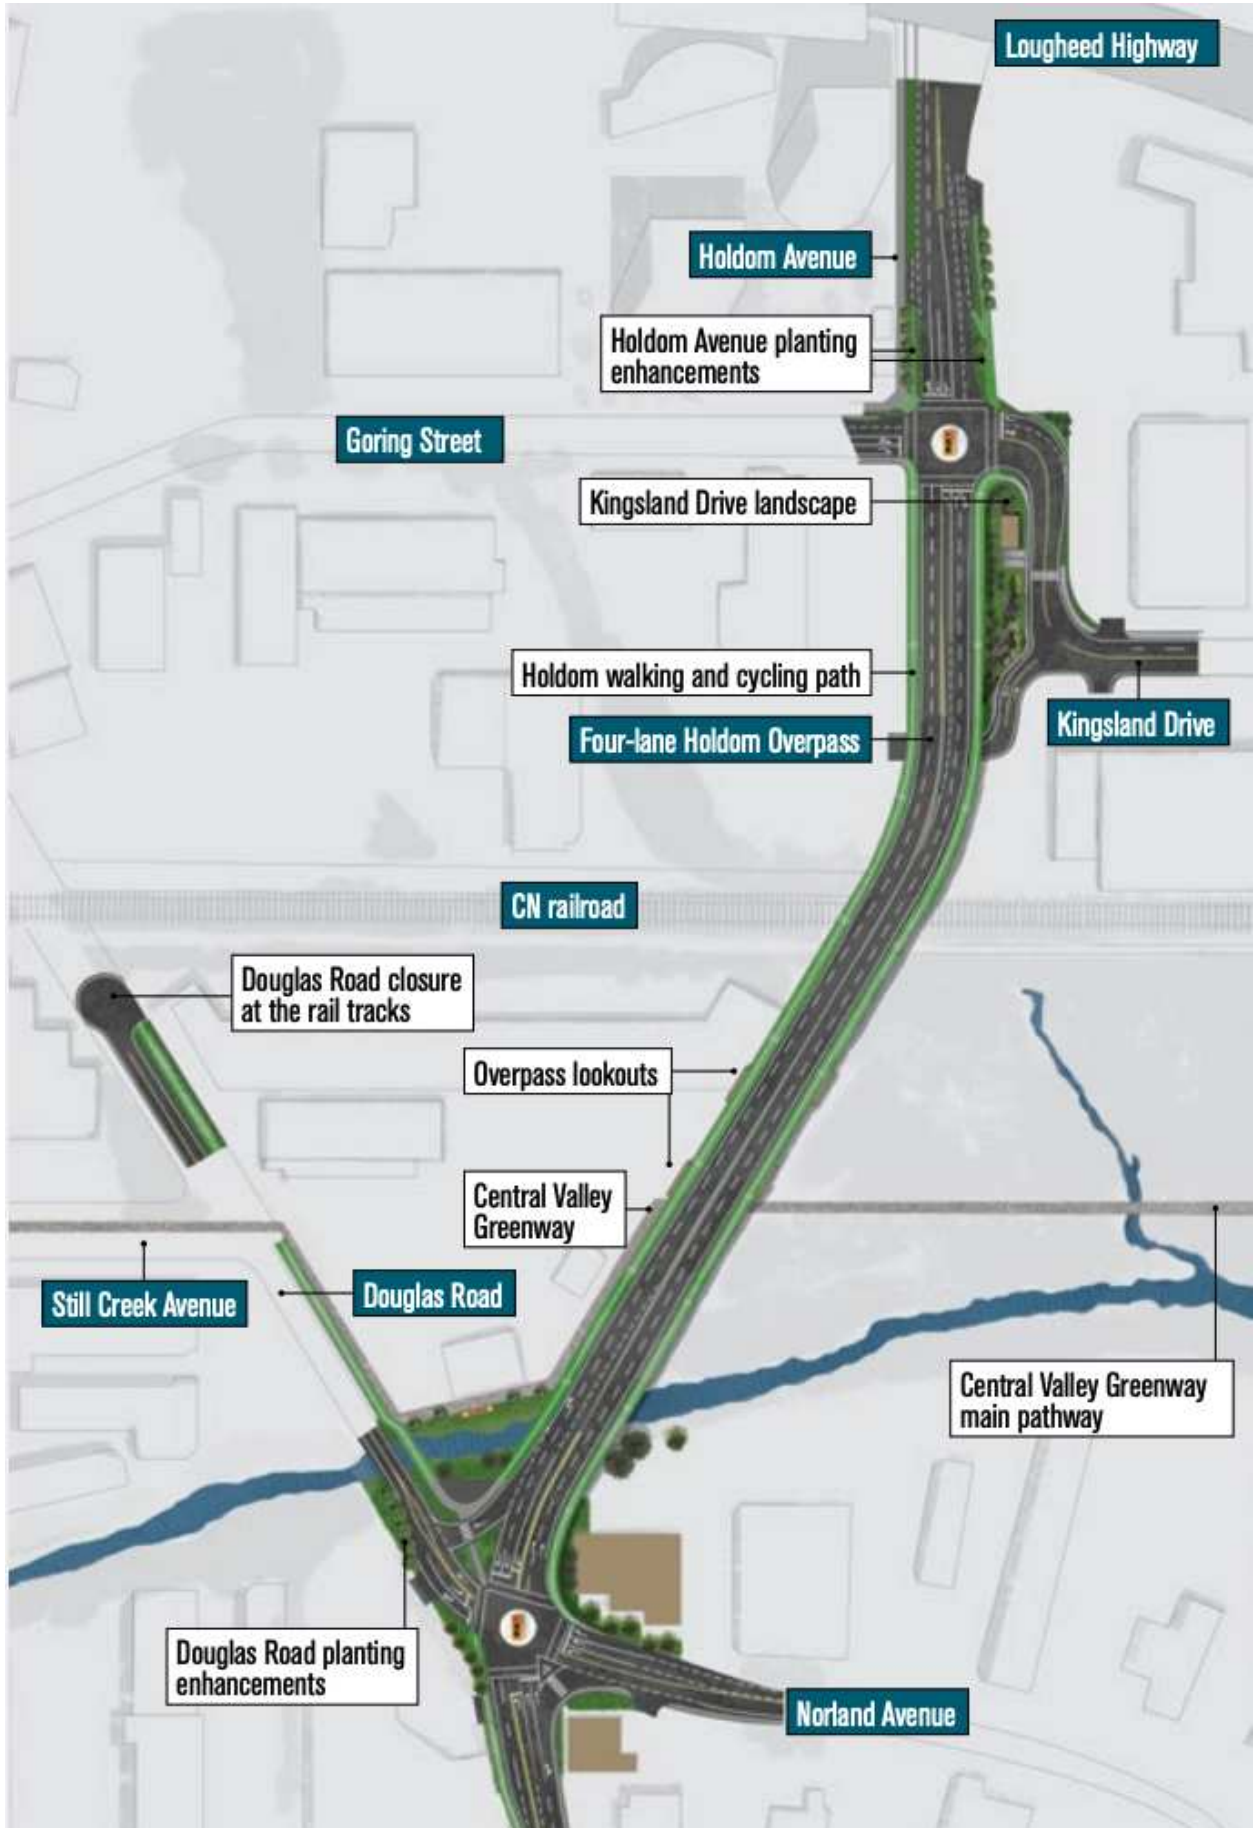 Lougheed Highway
Holdom Avenue
Holdom Avenue planting
enhancements
Goring Street
Kingsland Drive landscape
Holdom walking and cycling path
Four-lane Holdom Overpass
Kingsland Drive
CN railroad
Douglas Road closure
at the rail tracks
Overpass lookouts
Central Valley
Greenway
Still Creek Avenue
Douglas Road
Central Valley Greenway
main pathway
Douglas Road planting
enhancements
Norland Avenue